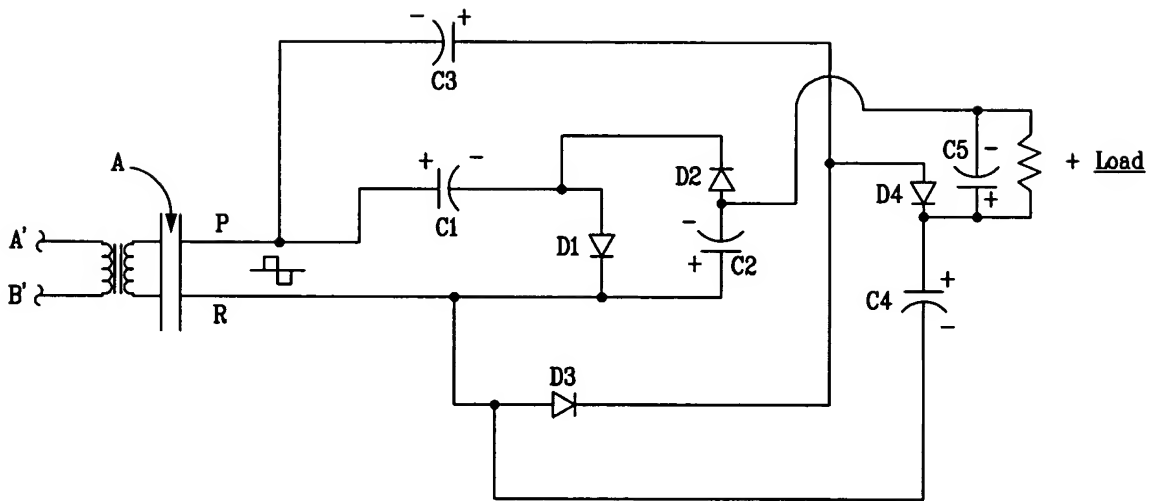 - +
C3
A
+ -
C1
D2
C5
-
+
+ Load
D4
A'
P
D1
-
+
C2
B'
R
C4
+
-
D3